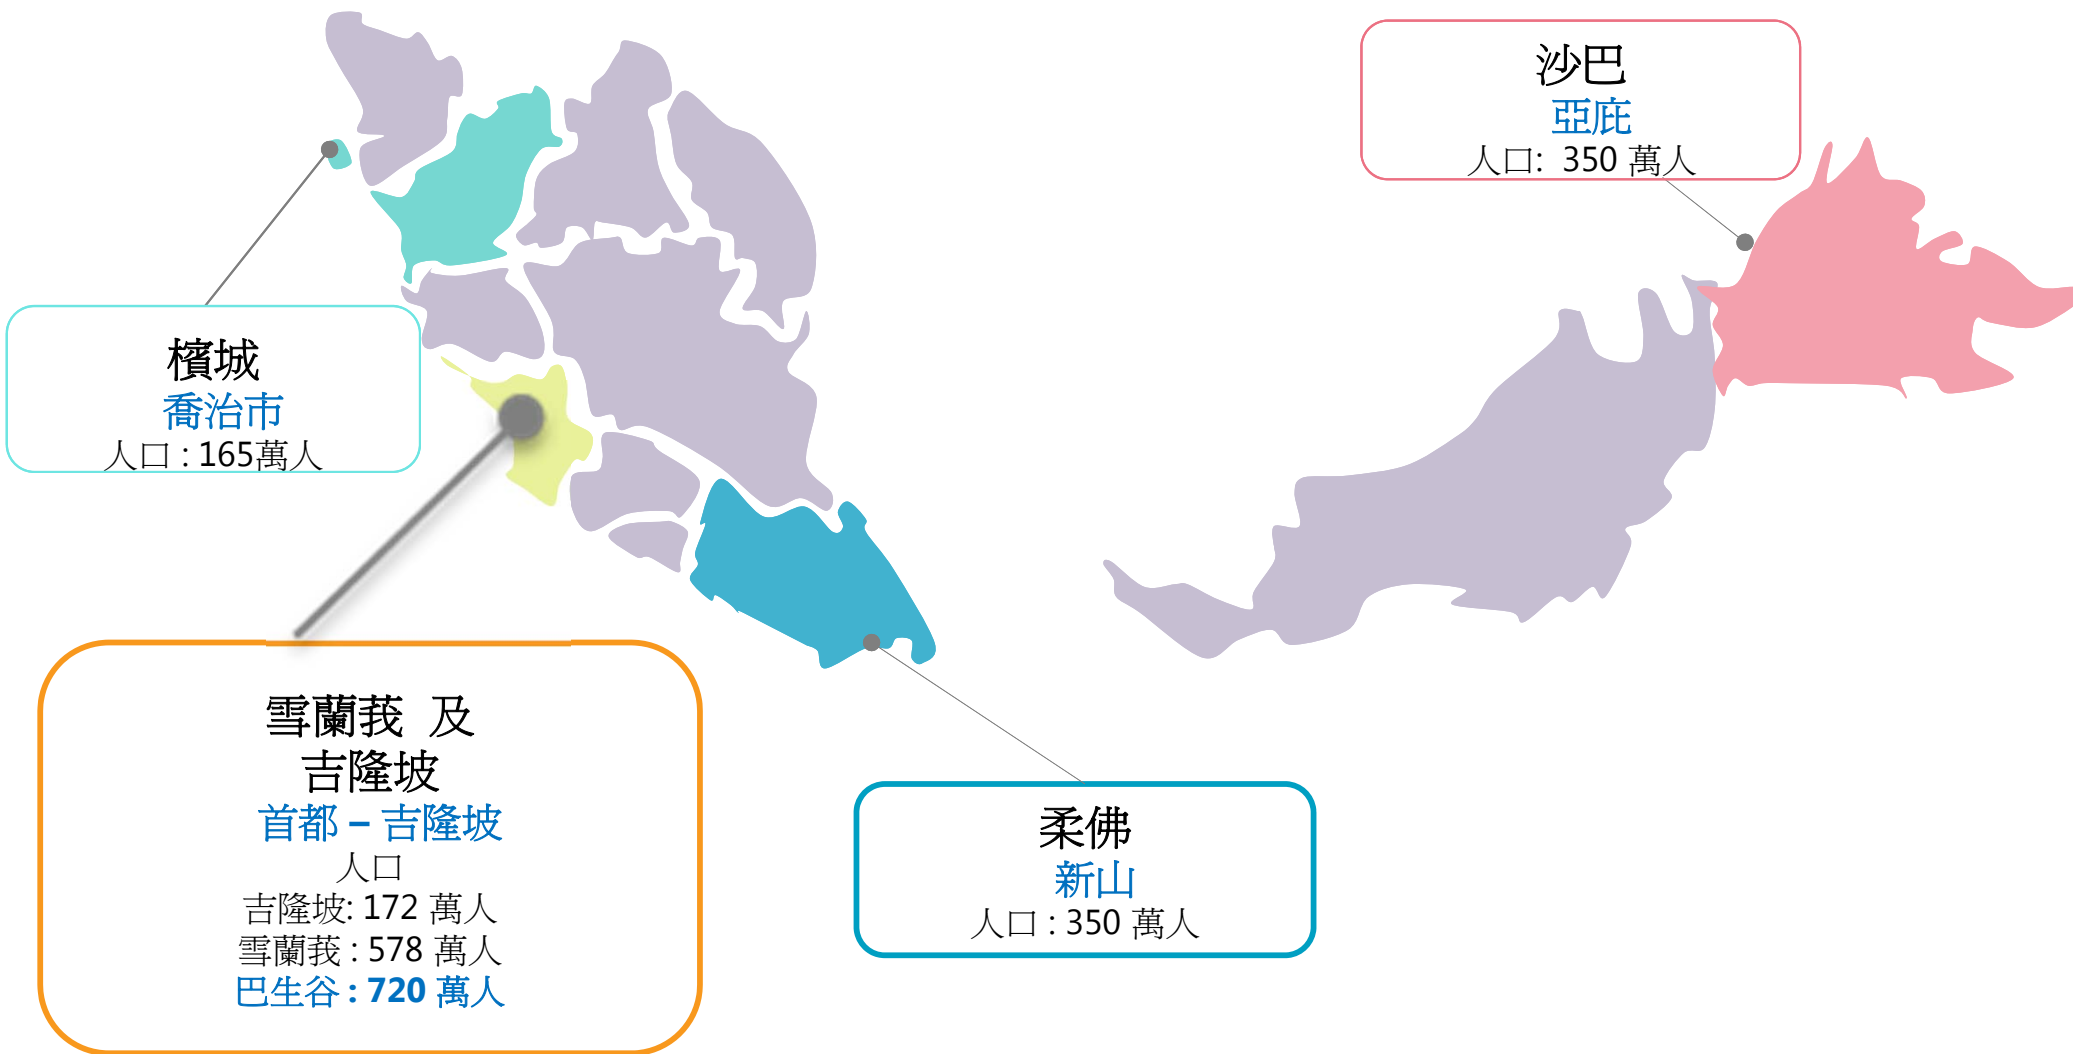 沙巴
亞庇
人口: 350 萬人
檳城
喬治市
人口 : 165萬人
雪蘭莪 及
吉隆坡
首都 – 吉隆坡
人口
吉隆坡: 172 萬人
雪蘭莪 : 578 萬人
巴生谷 : 720 萬人
柔佛
新山
人口 : 350 萬人